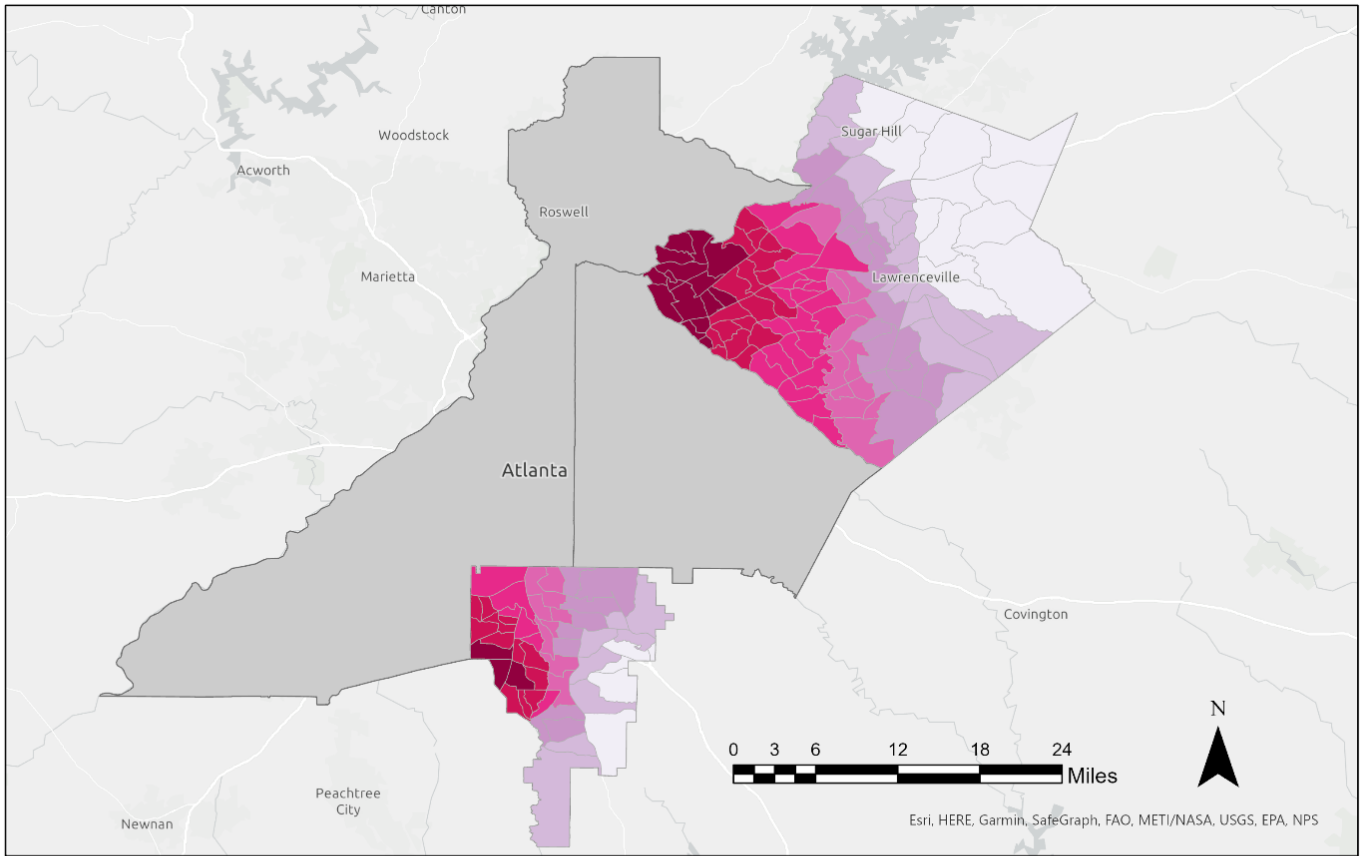 Canton
Woodstock
Sugar Hill
Acworth
Roswell
Marietta
Lawrenceville
Atlanta
Covington
N
0 3 6 12 18 24
Miles
Peachtree
City
Newnan
Esri, HERE, Garmin, SafeGraph, FAO, METI/NASA, USGS, EPA, NPS